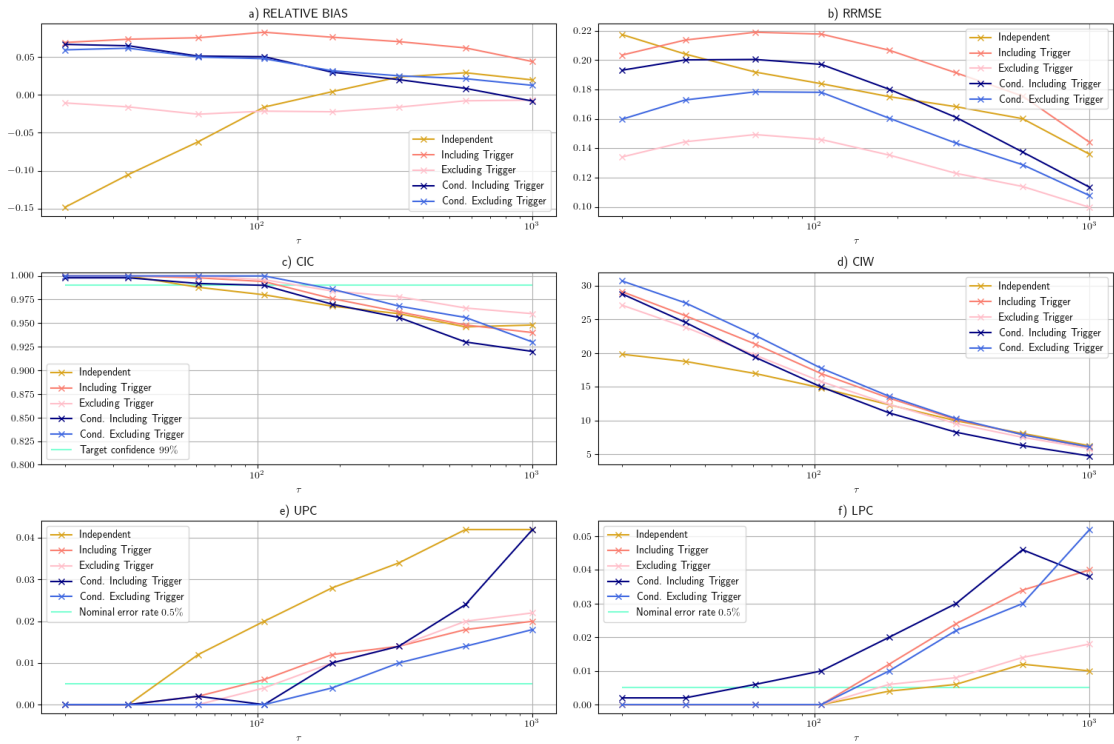 a) RELATIVE BIAS
0.05
0.00
−0.05
−0.10
−0.15
10²
10³
τ
Independent
Including Trigger
Excluding Trigger
Cond. Including Trigger
Cond. Excluding Trigger
b) RRMSE
0.22
0.20
0.18
0.16
0.14
0.12
0.10
10²
10³
τ
Independent
Including Trigger
Excluding Trigger
Cond. Including Trigger
Cond. Excluding Trigger
c) CIC
1.000
0.975
0.950
0.925
0.900
0.875
0.850
0.825
0.800
10²
10³
τ
Independent
Including Trigger
Excluding Trigger
Cond. Including Trigger
Cond. Excluding Trigger
Target confidence 99%
d) CIW
30
25
20
15
10
5
10²
10³
τ
Independent
Including Trigger
Excluding Trigger
Cond. Including Trigger
Cond. Excluding Trigger
e) UPC
0.04
0.03
0.02
0.01
0.00
10²
10³
τ
Independent
Including Trigger
Excluding Trigger
Cond. Including Trigger
Cond. Excluding Trigger
Nominal error rate 0.5%
f) LPC
0.05
0.04
0.03
0.02
0.01
0.00
10²
10³
τ
Independent
Including Trigger
Excluding Trigger
Cond. Including Trigger
Cond. Excluding Trigger
Nominal error rate 0.5%